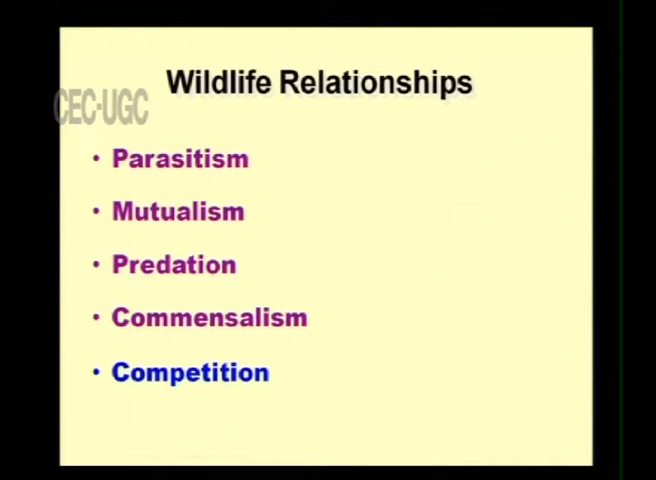 Wildlife Relationships
CEC-UGC
• Parasitism
• Mutualism
• Predation
• Commensalism
• Competition